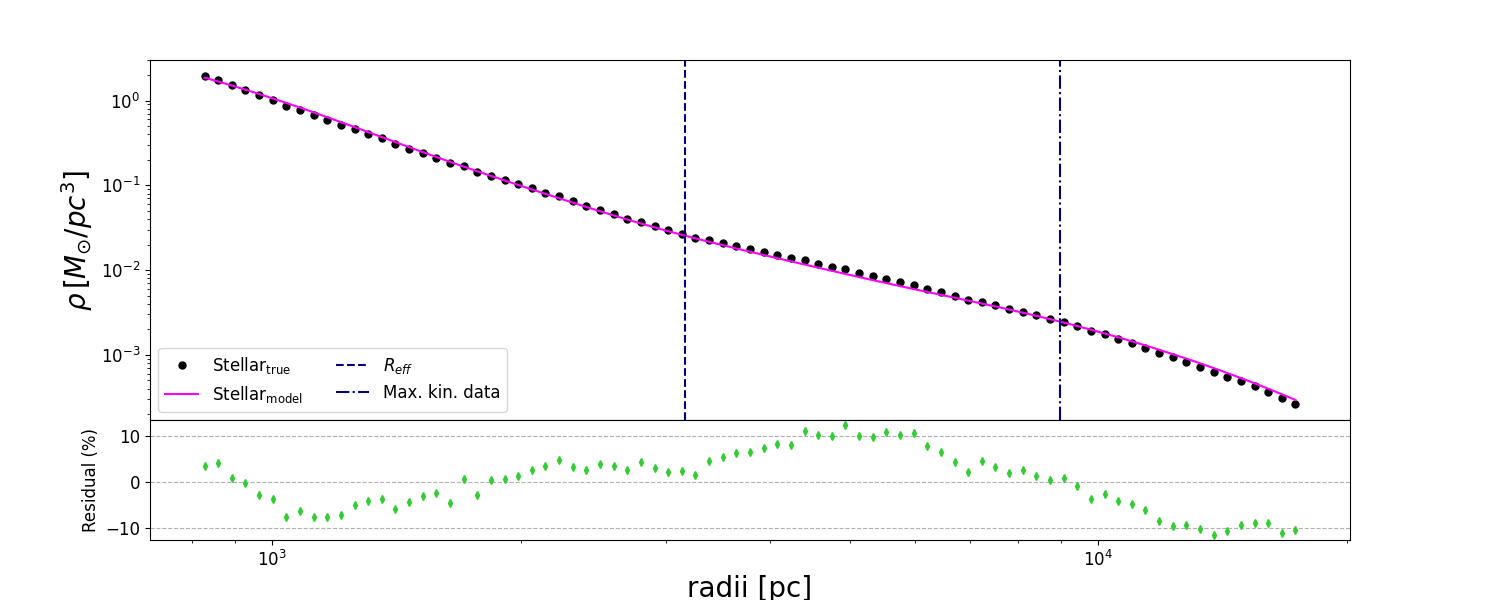 ρ [M⊙/pc³]
10⁰
10⁻¹
10⁻²
10⁻³
Stellar_true
Stellar_model
R_eff
Max. kin. data
Residual (%)
10
0
−10
10³
10⁴
radii [pc]